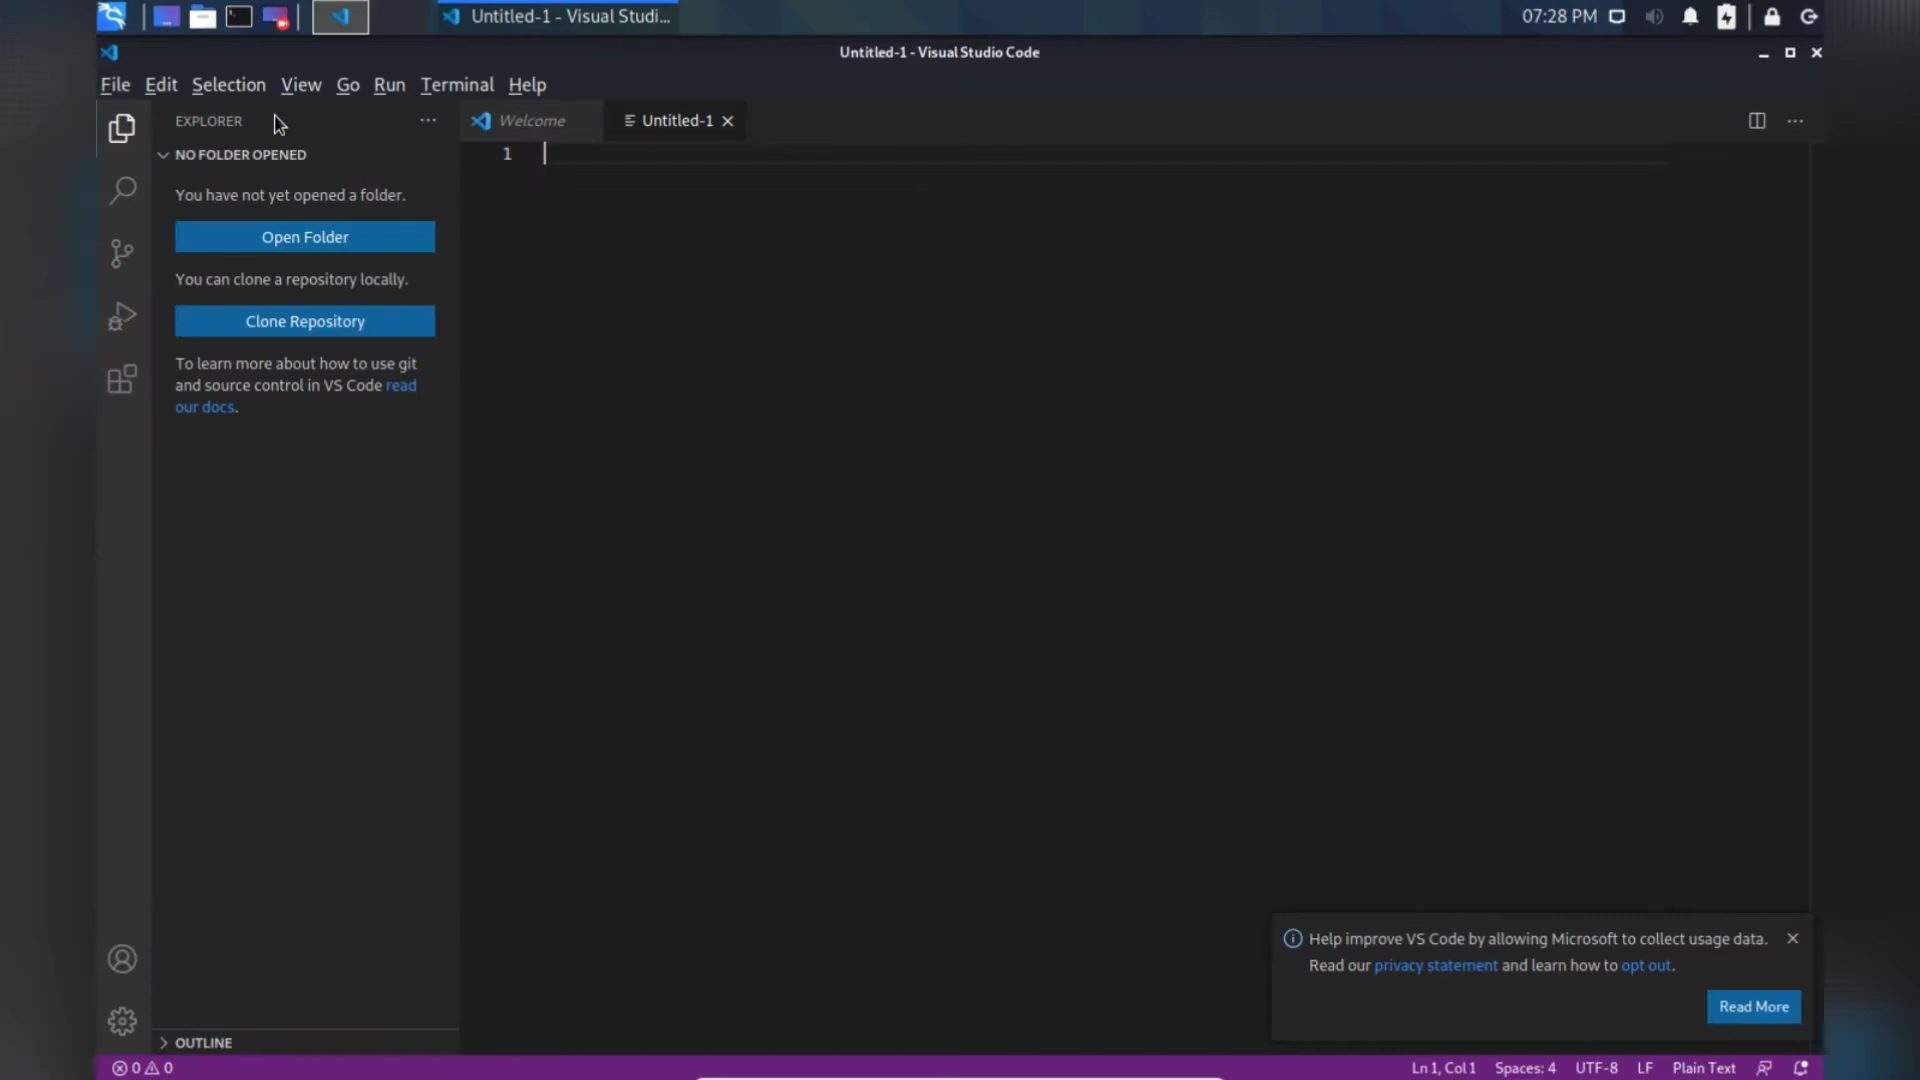 Untitled-1 - Visual Studi...
07:28 PM
Untitled-1 - Visual Studio Code
File Edit Selection View Go Run Terminal Help
EXPLORER
Welcome
Untitled-1
1
NO FOLDER OPENED
You have not yet opened a folder.
Open Folder
You can clone a repository locally.
Clone Repository
To learn more about how to use git
and source control in VS Code read
our docs.
OUTLINE
Help improve VS Code by allowing Microsoft to collect usage data.
Read our privacy statement and learn how to opt out.
Read More
0 0
Ln 1, Col 1 Spaces: 4 UTF-8 LF Plain Text